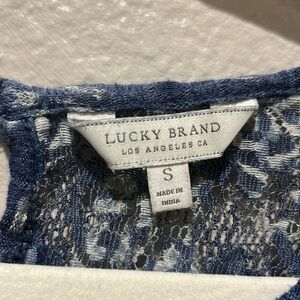 LUCKY BRAND
LOS ANGELES CA
S
MADE IN
INDIA